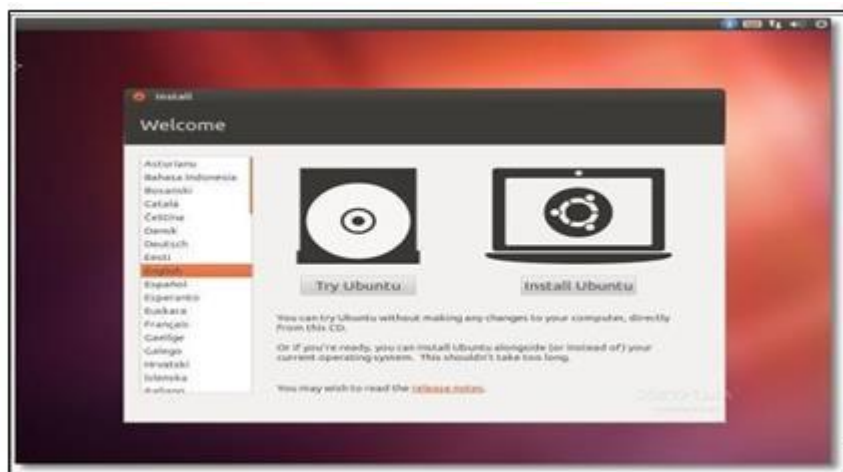 Install
Welcome
Asturianu
Bahasa Indonesia
Bosanski
Català
Čeština
Dansk
Deutsch
Eesti
English
Español
Esperanto
Euskara
Français
Gaeilge
Galego
Hrvatski
Íslenska
Italiano
Try Ubuntu
Install Ubuntu
You can try Ubuntu without making any changes to your computer, directly
from this CD.
Or if you're ready, you can install Ubuntu alongside (or instead of) your
current operating system. This shouldn't take too long.
You may wish to read the release notes.